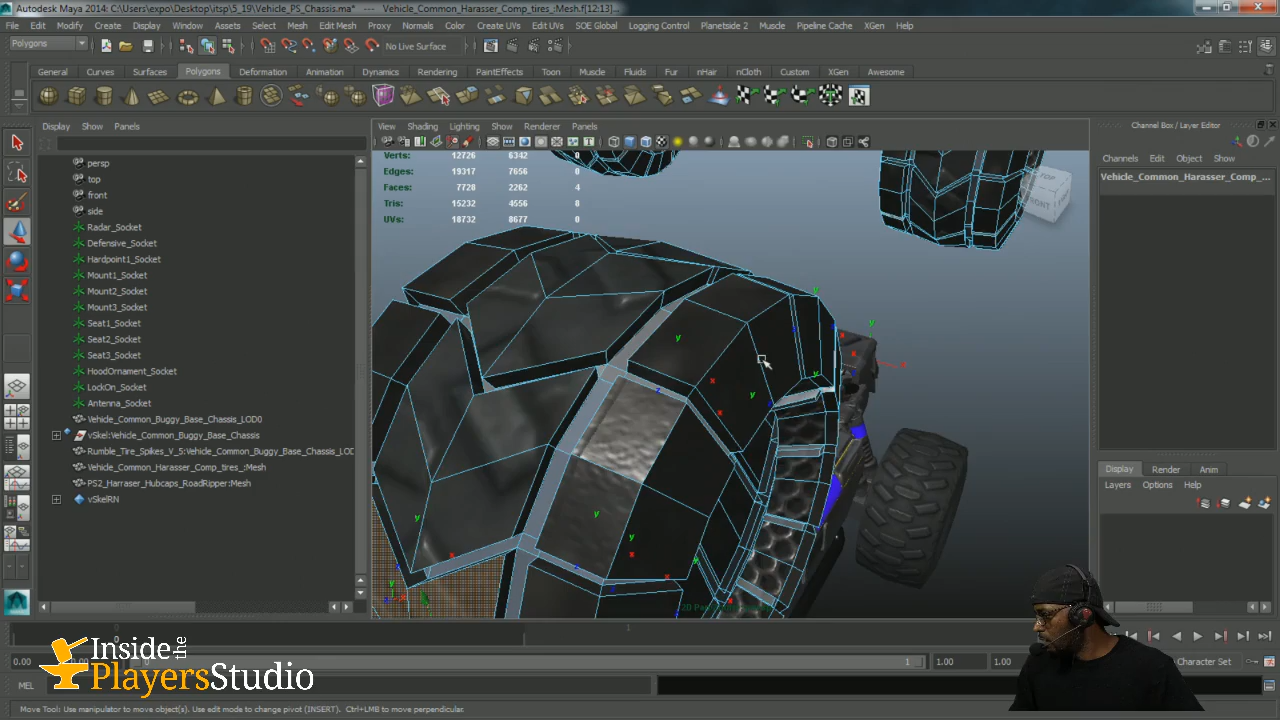 Autodesk Maya 2014: C:\Users\expo\Desktop\itsp\5_19\Vehicle_PS_Chassis.ma* --- Vehicle_Common_Harasser_Comp_tires_:Mesh.f[12:13]...
File Edit Modify Create Display Window Assets Select Mesh Edit Mesh Proxy Normals Color Create UVs Edit UVs SOE Global Logging Control Planetside 2 Muscle Pipeline Cache XGen Help
Polygons No Live Surface
General Curves Surfaces Polygons Deformation Animation Dynamics Rendering PaintEffects Toon Muscle Fluids Fur nHair nCloth Custom XGen Awesome
Display Show Panels
View Shading Lighting Show Renderer Panels
Channel Box / Layer Editor
Channels Edit Object Show
Vehicle_Common_Harasser_Comp_...
persp
top
front
side
Radar_Socket
Defensive_Socket
Hardpoint1_Socket
Mount1_Socket
Mount2_Socket
Mount3_Socket
Seat1_Socket
Seat2_Socket
Seat3_Socket
HoodOrnament_Socket
LockOn_Socket
Antenna_Socket
Vehicle_Common_Buggy_Base_Chassis_LOD0
vSkel:Vehicle_Common_Buggy_Base_Chassis
Rumble_Tire_Spikes_V_5:Vehicle_Common_Buggy_Base_Chassis_LOD
Vehicle_Common_Harasser_Comp_tires_:Mesh
PS2_Harraser_Hubcaps_RoadRipper:Mesh
vSkelRN
Verts: 12726 6342 0
Edges: 19317 7656 0
Faces: 7728 2262 4
Tris: 15232 4556 8
UVs: 18732 8677 0
TOP
FRONT
Display Render Anim
Layers Options Help
0
1
0.00 0 1 1.00 1.00 Character Set
MEL
Inside the
PlayersStudio
Move Tool: Use manipulator to move object(s). Use edit mode to change pivot (INSERT). Ctrl+LMB to move perpendicular.